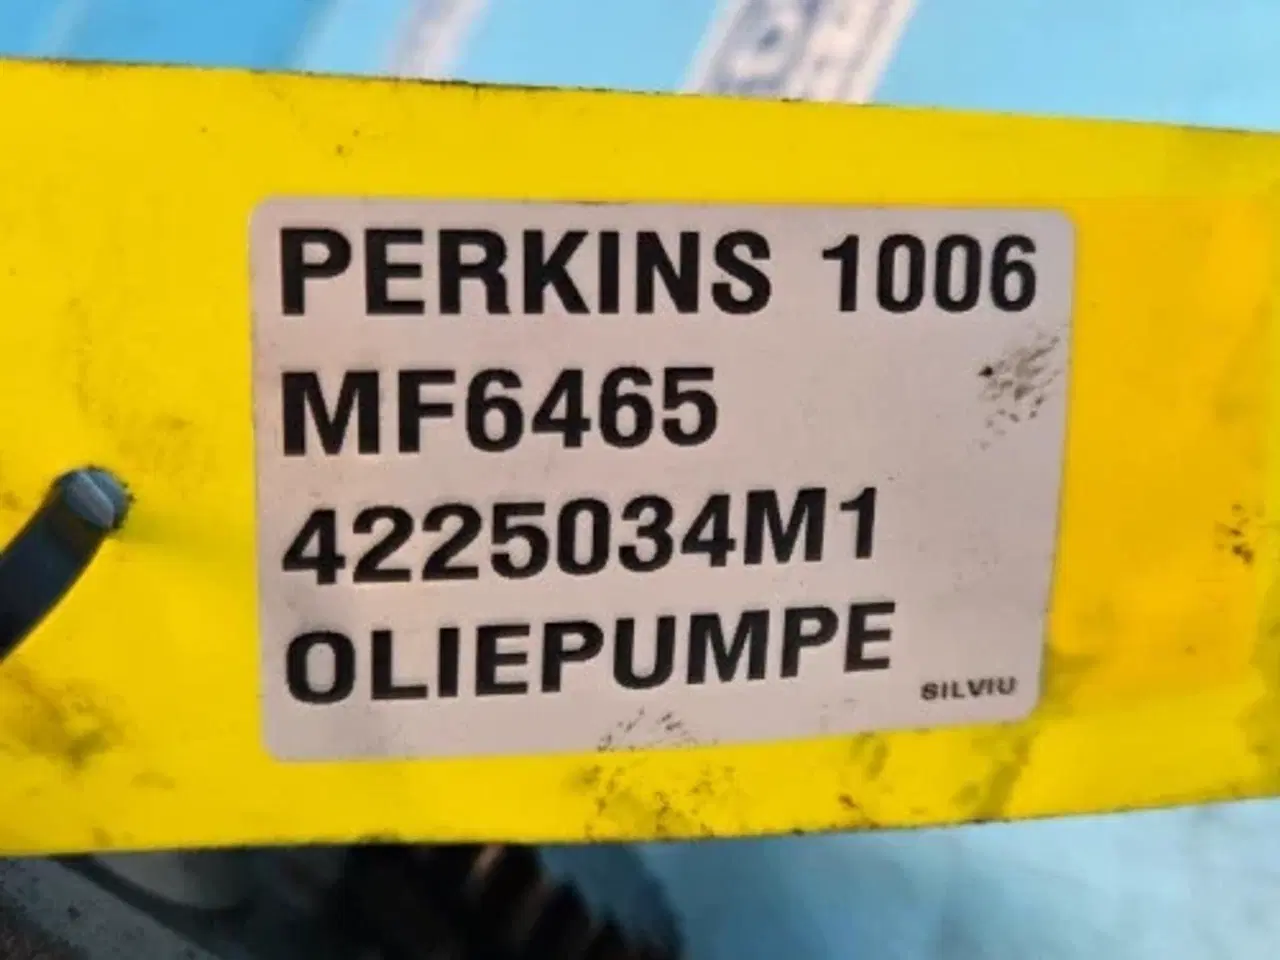 PERKINS 1006
MF6465
4225034M1
OLIEPUMPE
SILVIU